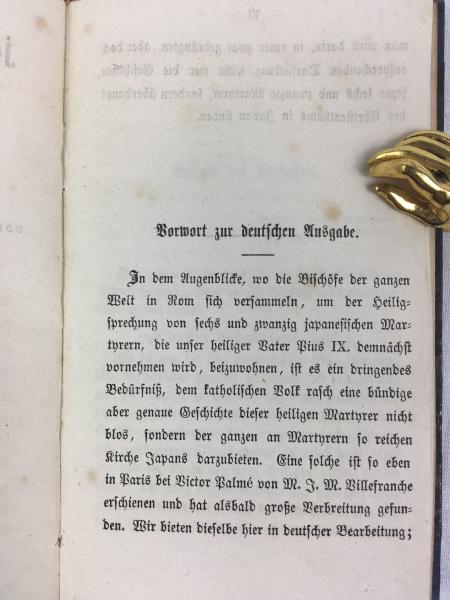 Vorwort zur deutschen Ausgabe.
In dem Augenblicke, wo die Bischöfe der ganzen
Welt in Rom sich versammeln, um der Heilig-
sprechung von sechs und zwanzig japanesischen Mar-
tyrern, die unser heiliger Vater Pius IX. demnächst
vornehmen wird, beizuwohnen, ist es ein dringendes
Bedürfniß, dem katholischen Volk rasch eine bündige
aber genaue Geschichte dieser heiligen Martyrer nicht
blos, sondern der ganzen an Martyrern so reichen
Kirche Japans darzubieten. Eine solche ist so eben
in Paris bei Victor Palmé von M. J. M. Villefranche
erschienen und hat alsbald große Verbreitung gefun-
den. Wir bieten dieselbe hier in deutscher Bearbeitung;